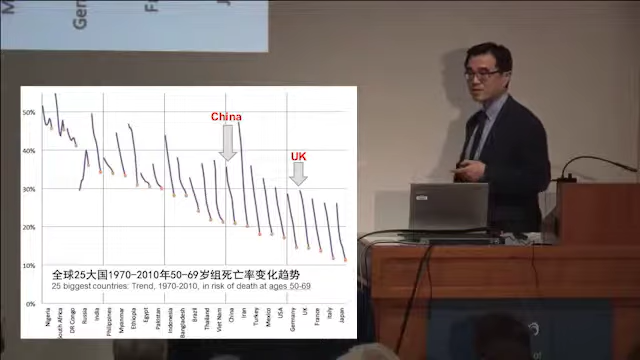 China
UK
50%
40%
30%
20%
10%
0%
全球25大国1970-2010年50-69岁组死亡率变化趋势
25 biggest countries: Trend, 1970-2010, in risk of death at ages 50-69
Nigeria
South Africa
DR Congo
Russia
India
Philippines
Myanmar
Ethiopia
Egypt
Pakistan
Indonesia
Bangladesh
Brazil
Thailand
Viet Nam
China
Iran
Turkey
Mexico
USA
Germany
UK
France
Italy
Japan